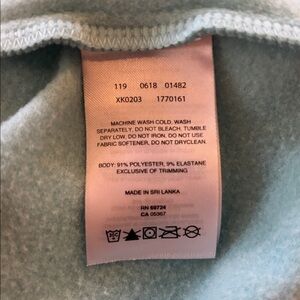 119 0618 01482
XK0203 1770161
MACHINE WASH COLD, WASH
SEPARATELY, DO NOT BLEACH, TUMBLE
DRY LOW, DO NOT IRON, DO NOT USE
FABRIC SOFTENER, DO NOT DRYCLEAN.
BODY: 91% POLYESTER, 9% ELASTANE
EXCLUSIVE OF TRIMMING
MADE IN SRI LANKA
RN 69724
CA 05367